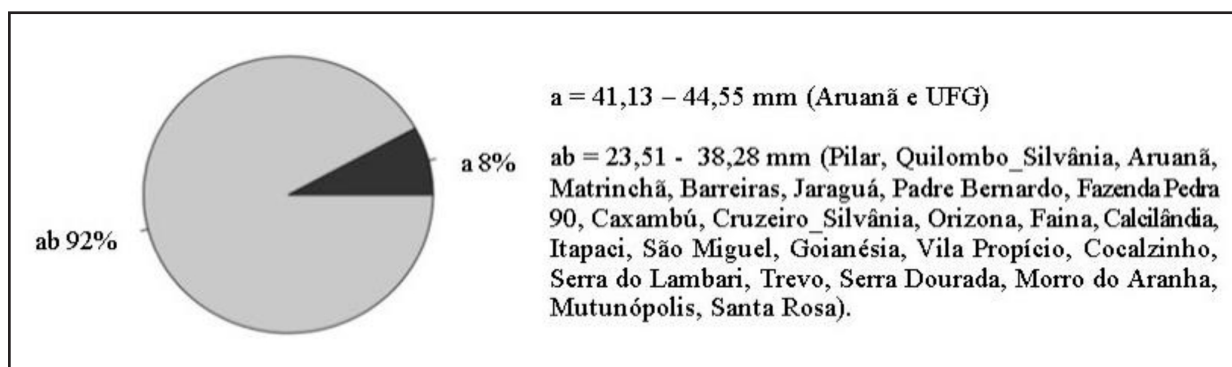 a = 41,13 – 44,55 mm (Aruanã e UFG)
a 8%
ab 92%
ab = 23,51 - 38,28 mm (Pilar, Quilombo_Silvânia, Aruanã,
Matrinchã, Barreiras, Jaraguá, Padre Bernardo, Fazenda Pedra
90, Caxambú, Cruzeiro_Silvânia, Orizona, Faina, Calcilândia,
Itapaci, São Miguel, Goianésia, Vila Propício, Cocalzinho,
Serra do Lambari, Trevo, Serra Dourada, Morro do Aranha,
Mutunópolis, Santa Rosa).